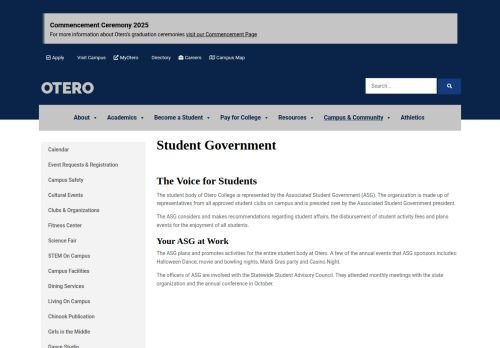 Commencement Ceremony 2025
For more information about Otero's graduation ceremonies visit our Commencement Page
Apply Visit Campus MyOtero Directory Careers Campus Map
OTERO
Search...
About Academics Become a Student Pay for College Resources Campus & Community Athletics
Calendar
Event Requests & Registration
Campus Safety
Cultural Events
Clubs & Organizations
Fitness Center
Science Fair
STEM On Campus
Campus Facilities
Dining Services
Living On Campus
Chinook Publication
Girls in the Middle
Dance Studio
Student Government
The Voice for Students
The student body of Otero College is represented by the Associated Student Government (ASG). The organization is made up of
representatives from all approved student clubs on campus and is presided over by the Associated Student Government president.
The ASG considers and makes recommendations regarding student affairs, the disbursement of student activity fees and plans
events for the enjoyment of all students.
Your ASG at Work
The ASG plans and promotes activities for the entire student body at Otero. A few of the annual events that ASG sponsors include:
Halloween Dance; movie and bowling nights, Mardi Gras party and Casino Night.
The officers of ASG are involved with the Statewide Student Advisory Council. They attended monthly meetings with the state
organization and the annual conference in October.